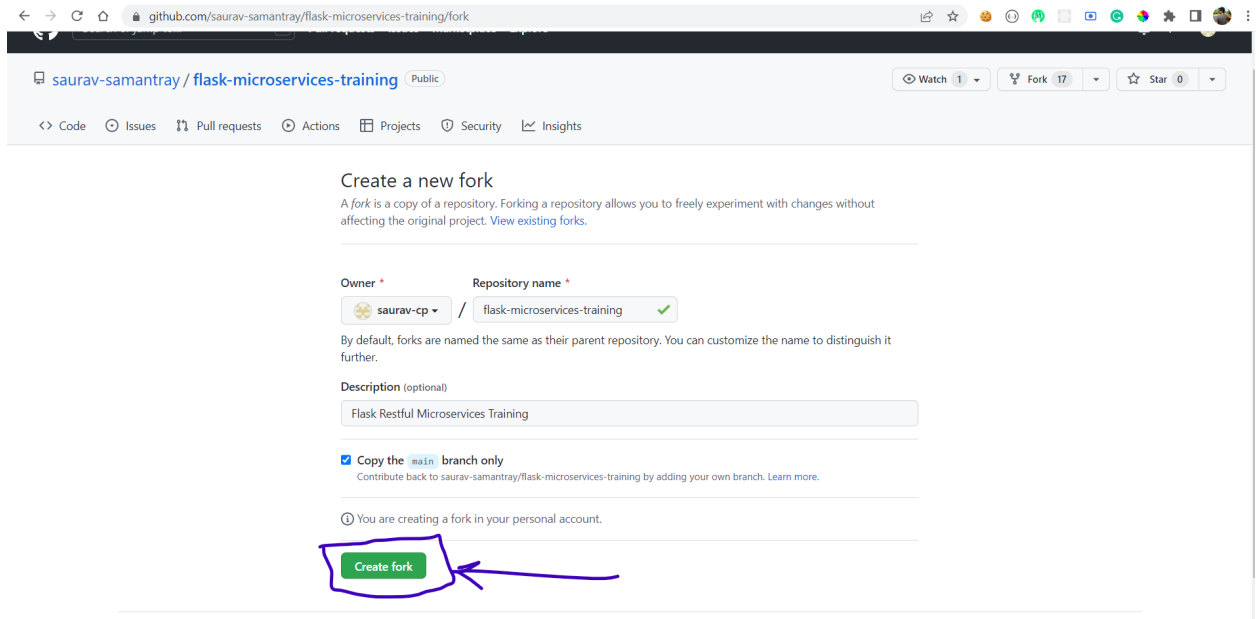 github.com/saurav-samantray/flask-microservices-training/fork
saurav-samantray / flask-microservices-training Public
Watch 1 Fork 17 Star 0
Code Issues Pull requests Actions Projects Security Insights
Create a new fork
A fork is a copy of a repository. Forking a repository allows you to freely experiment with changes without
affecting the original project. View existing forks.
Owner * Repository name *
saurav-cp / flask-microservices-training
By default, forks are named the same as their parent repository. You can customize the name to distinguish it
further.
Description (optional)
Flask Restful Microservices Training
Copy the main branch only
Contribute back to saurav-samantray/flask-microservices-training by adding your own branch. Learn more.
You are creating a fork in your personal account.
Create fork